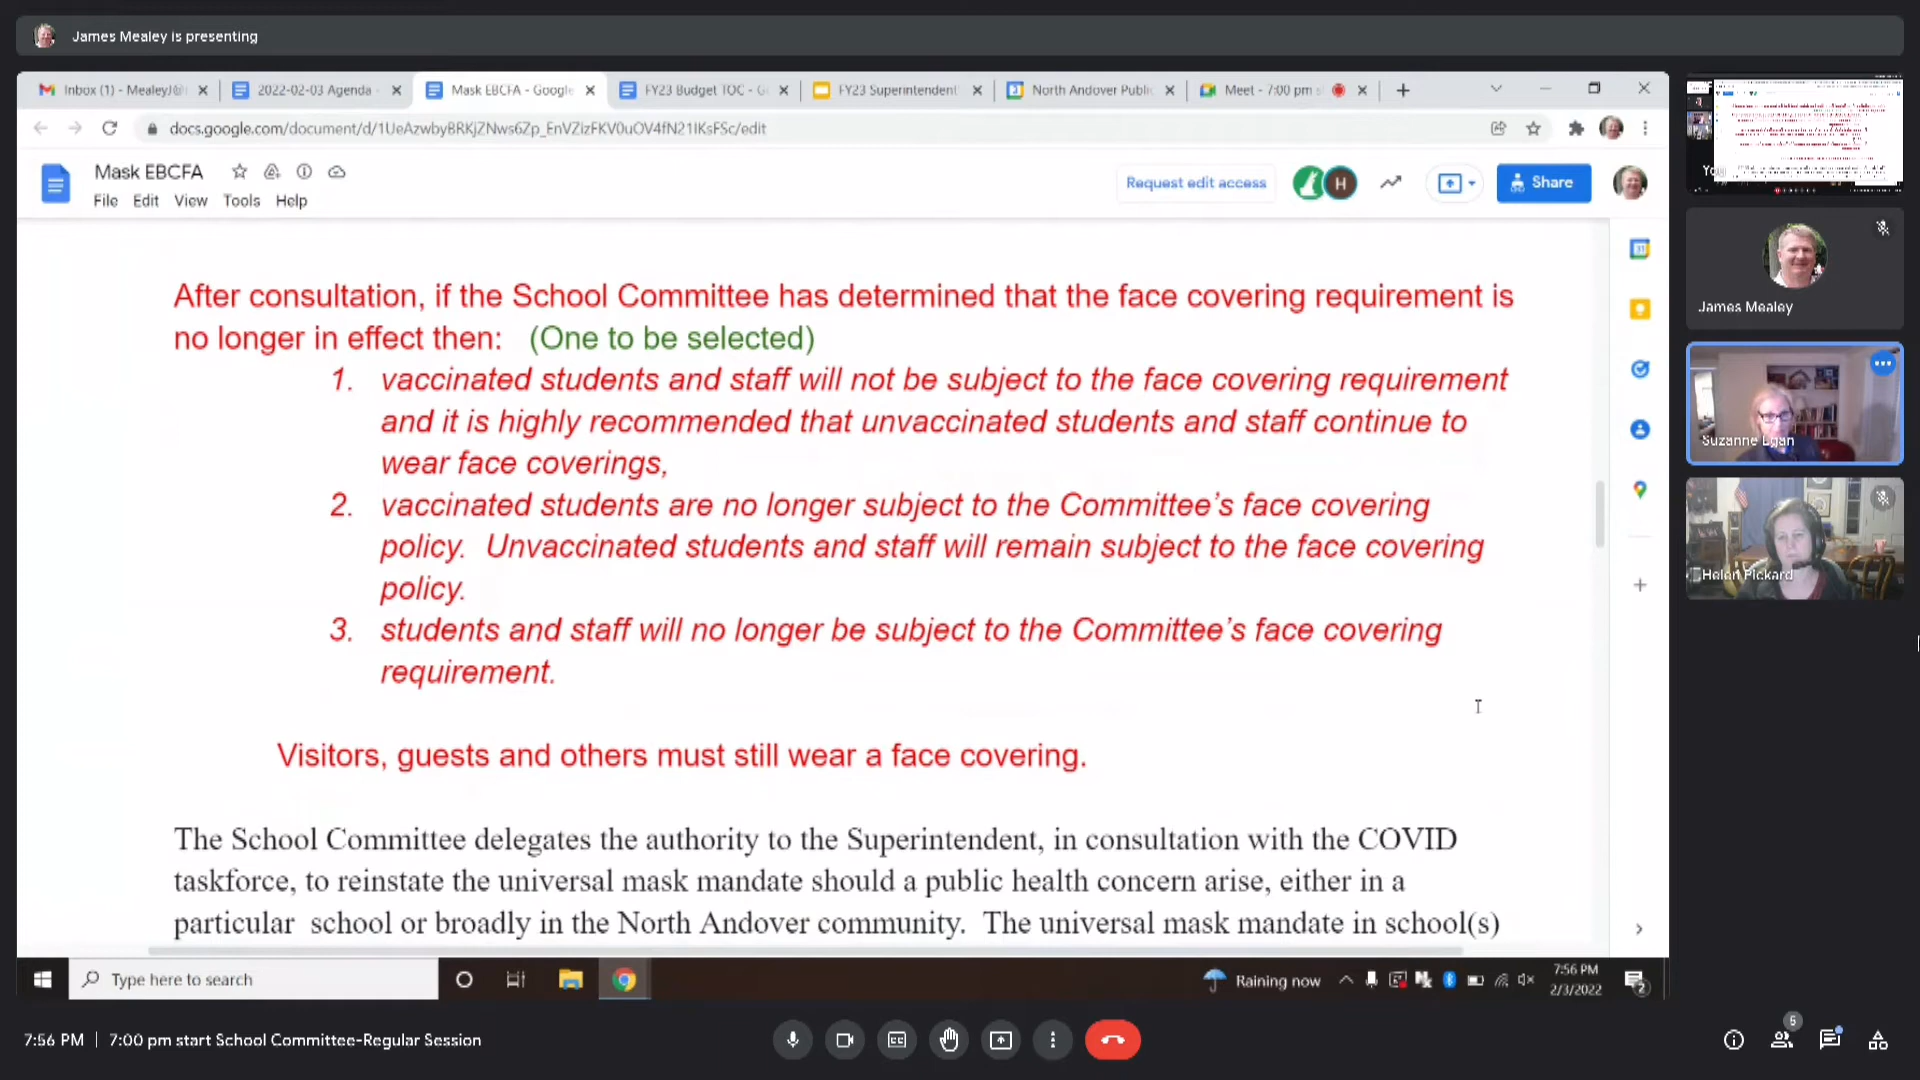 James Mealey is presenting
Inbox (1) - MealeyJ@
2022-02-03 Agenda -
Mask EBCFA - Google
FY23 Budget TOC - G
FY23 Superintendent
North Andover Public
Meet - 7:00 pm s
docs.google.com/document/d/1UeAzwbyBRKjZNws6Zp_EnVZizFKV0uOV4fN21IKsFSc/edit
Mask EBCFA
File Edit View Tools Help
Request edit access
H
Share
After consultation, if the School Committee has determined that the face covering requirement is
no longer in effect then: (One to be selected)
1. vaccinated students and staff will not be subject to the face covering requirement
and it is highly recommended that unvaccinated students and staff continue to
wear face coverings,
2. vaccinated students are no longer subject to the Committee's face covering
policy. Unvaccinated students and staff will remain subject to the face covering
policy.
3. students and staff will no longer be subject to the Committee's face covering
requirement.
Visitors, guests and others must still wear a face covering.
The School Committee delegates the authority to the Superintendent, in consultation with the COVID
taskforce, to reinstate the universal mask mandate should a public health concern arise, either in a
particular school or broadly in the North Andover community. The universal mask mandate in school(s)
James Mealey
Suzanne Egan
Helen Pickard
Type here to search
Raining now
7:56 PM
2/3/2022
2
7:56 PM | 7:00 pm start School Committee-Regular Session
6